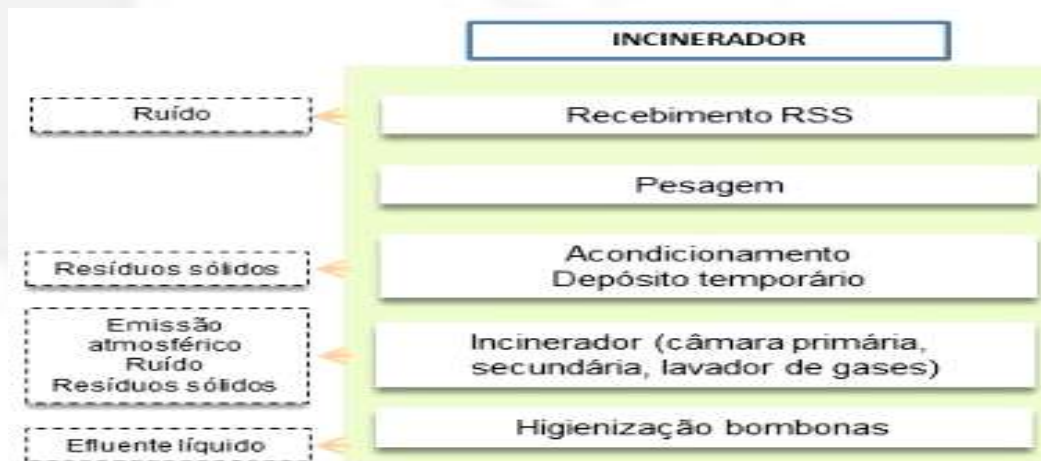 INCINERADOR
Ruído
Recebimento RSS
Pesagem
Resíduos sólidos
Acondicionamento
Depósito temporário
Emissão
atmosférico
Ruído
Resíduos sólidos
Incinerador (câmara primária,
secundária, lavador de gases)
Efluente líquido
Higienização bombonas